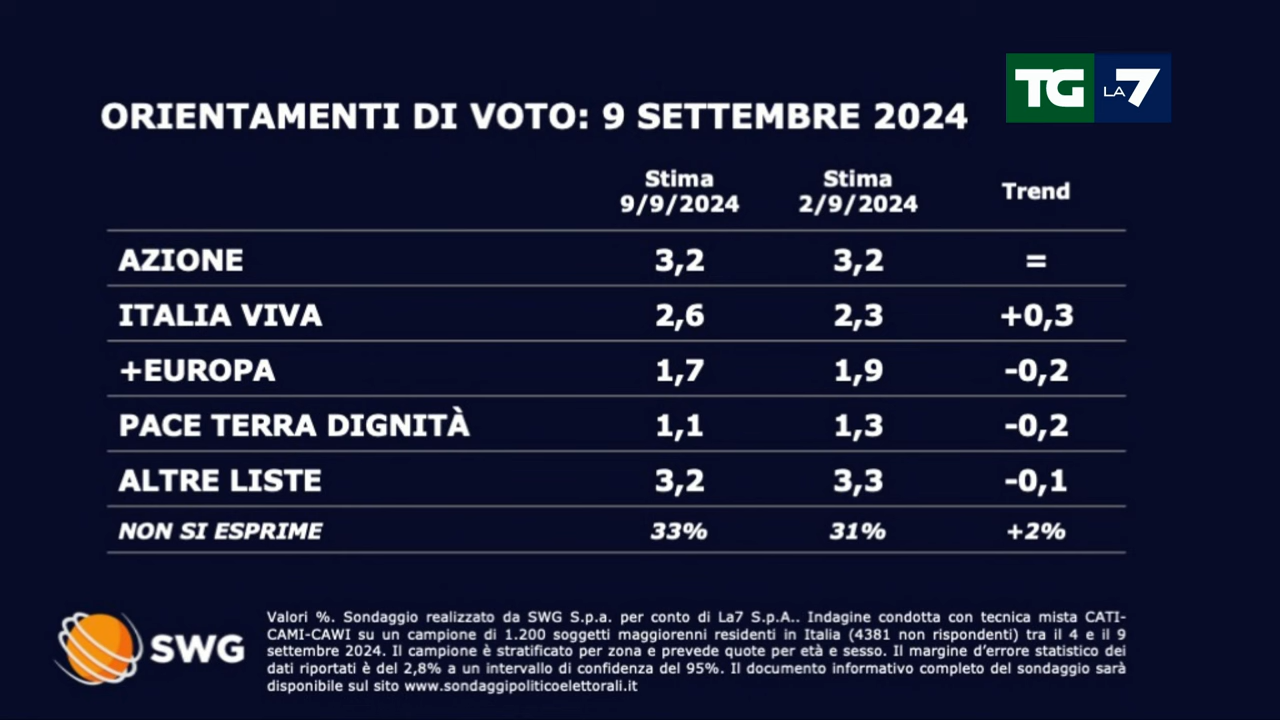 TG LA7
ORIENTAMENTI DI VOTO: 9 SETTEMBRE 2024
Stima 9/9/2024 Stima 2/9/2024 Trend
AZIONE 3,2 3,2 =
ITALIA VIVA 2,6 2,3 +0,3
+EUROPA 1,7 1,9 -0,2
PACE TERRA DIGNITÀ 1,1 1,3 -0,2
ALTRE LISTE 3,2 3,3 -0,1
NON SI ESPRIME 33% 31% +2%
SWG
Valori %. Sondaggio realizzato da SWG S.p.a. per conto di La7 S.p.A.. Indagine condotta con tecnica mista CATI-
CAMI-CAWI su un campione di 1.200 soggetti maggiorenni residenti in Italia (4381 non rispondenti) tra il 4 e il 9
settembre 2024. Il campione è stratificato per zona e prevede quote per età e sesso. Il margine d'errore statistico dei
dati riportati è del 2,8% a un intervallo di confidenza del 95%. Il documento informativo completo del sondaggio sarà
disponibile sul sito www.sondaggipoliticoelettorali.it